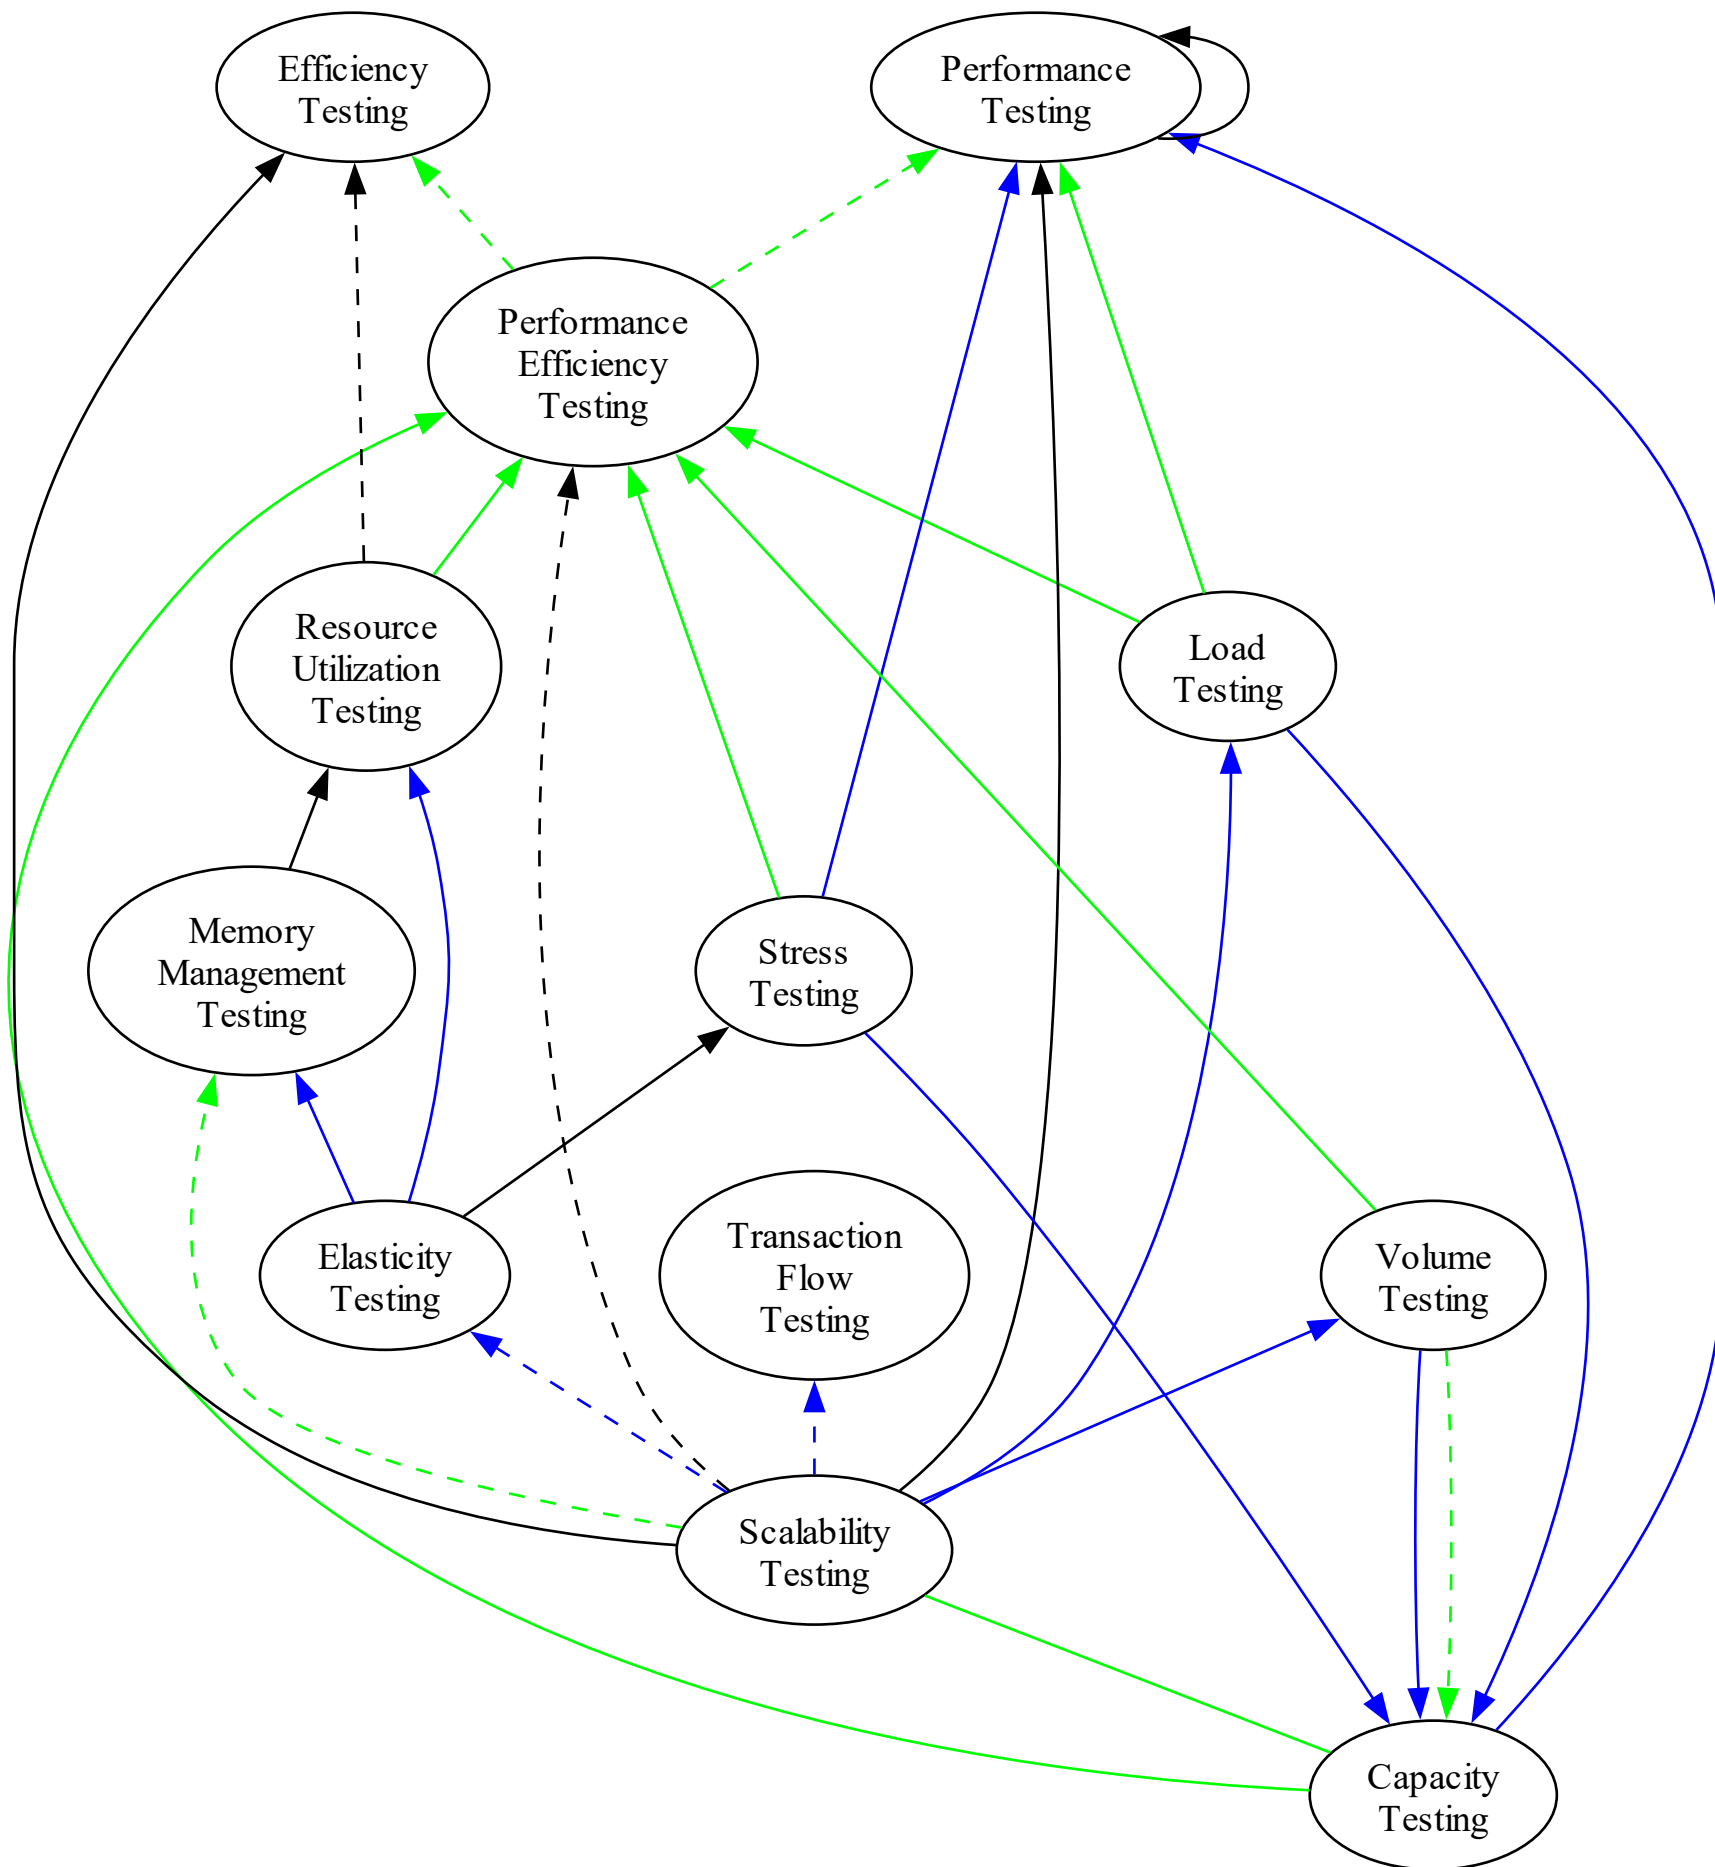 Efficiency
Testing
Performance
Testing
Performance
Efficiency
Testing
Resource
Utilization
Testing
Load
Testing
Memory
Management
Testing
Stress
Testing
Elasticity
Testing
Transaction
Flow
Testing
Volume
Testing
Scalability
Testing
Capacity
Testing